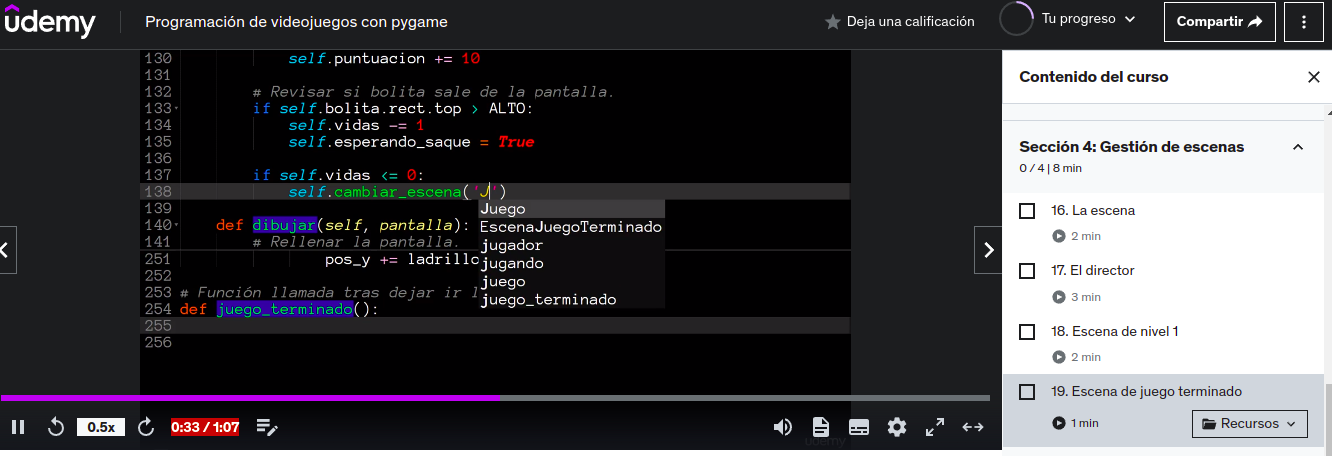 udemy
Programación de videojuegos con pygame
Deja una calificación
Tu progreso
Compartir
130 self.puntuacion += 10
131
132 # Revisar si bolita sale de la pantalla.
133 if self.bolita.rect.top > ALTO:
134 self.vidas -= 1
135 self.esperando_saque = True
136
137 if self.vidas <= 0:
138 self.cambiar_escena('J')
139
140 def dibujar(self, pantalla):
141 # Rellenar la pantalla.
251 pos_y += ladrillo
252
253 # Función llamada tras dejar ir l
254 def juego_terminado():
255
256
Juego
EscenaJuegoTerminado
jugador
jugando
juego
juego_terminado
0.5x
0:33 / 1:07
udemy
Contenido del curso
Sección 4: Gestión de escenas
0 / 4 | 8 min
16. La escena
2 min
17. El director
3 min
18. Escena de nivel 1
2 min
19. Escena de juego terminado
1 min
Recursos